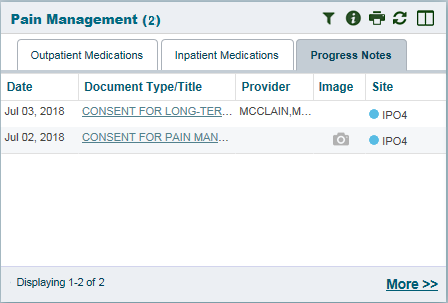 Pain Management (2)
Outpatient Medications Inpatient Medications Progress Notes
Date Document Type/Title Provider Image Site
Jul 03, 2018 CONSENT FOR LONG-TER... MCCLAIN,M... IPO4
Jul 02, 2018 CONSENT FOR PAIN MAN... IPO4
Displaying 1-2 of 2 More >>